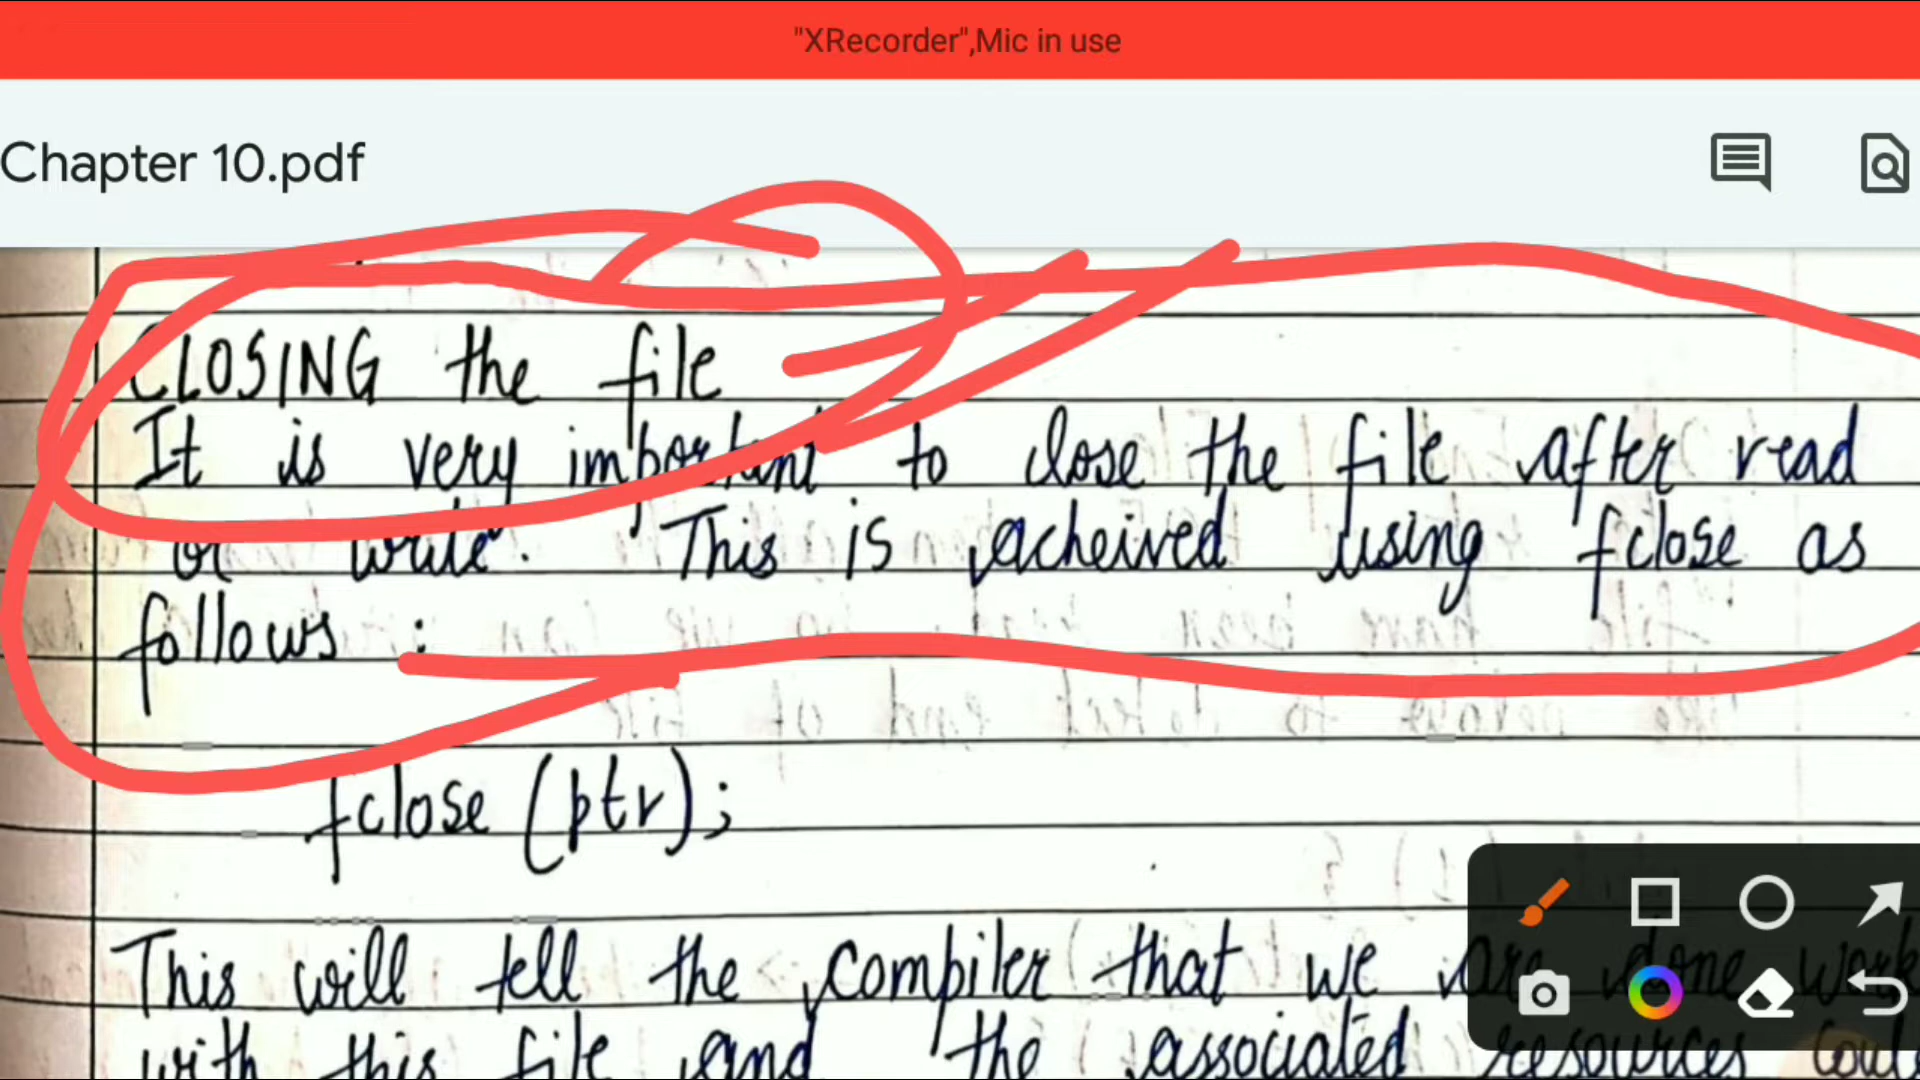 "XRecorder",Mic in use
Chapter 10.pdf
CLOSING the file
It is very important to close the file after read
or write. This is acheived using fclose as
follows :
fclose (ptr);
This will tell the compiler that we are done work
with this file and the associated resources coul